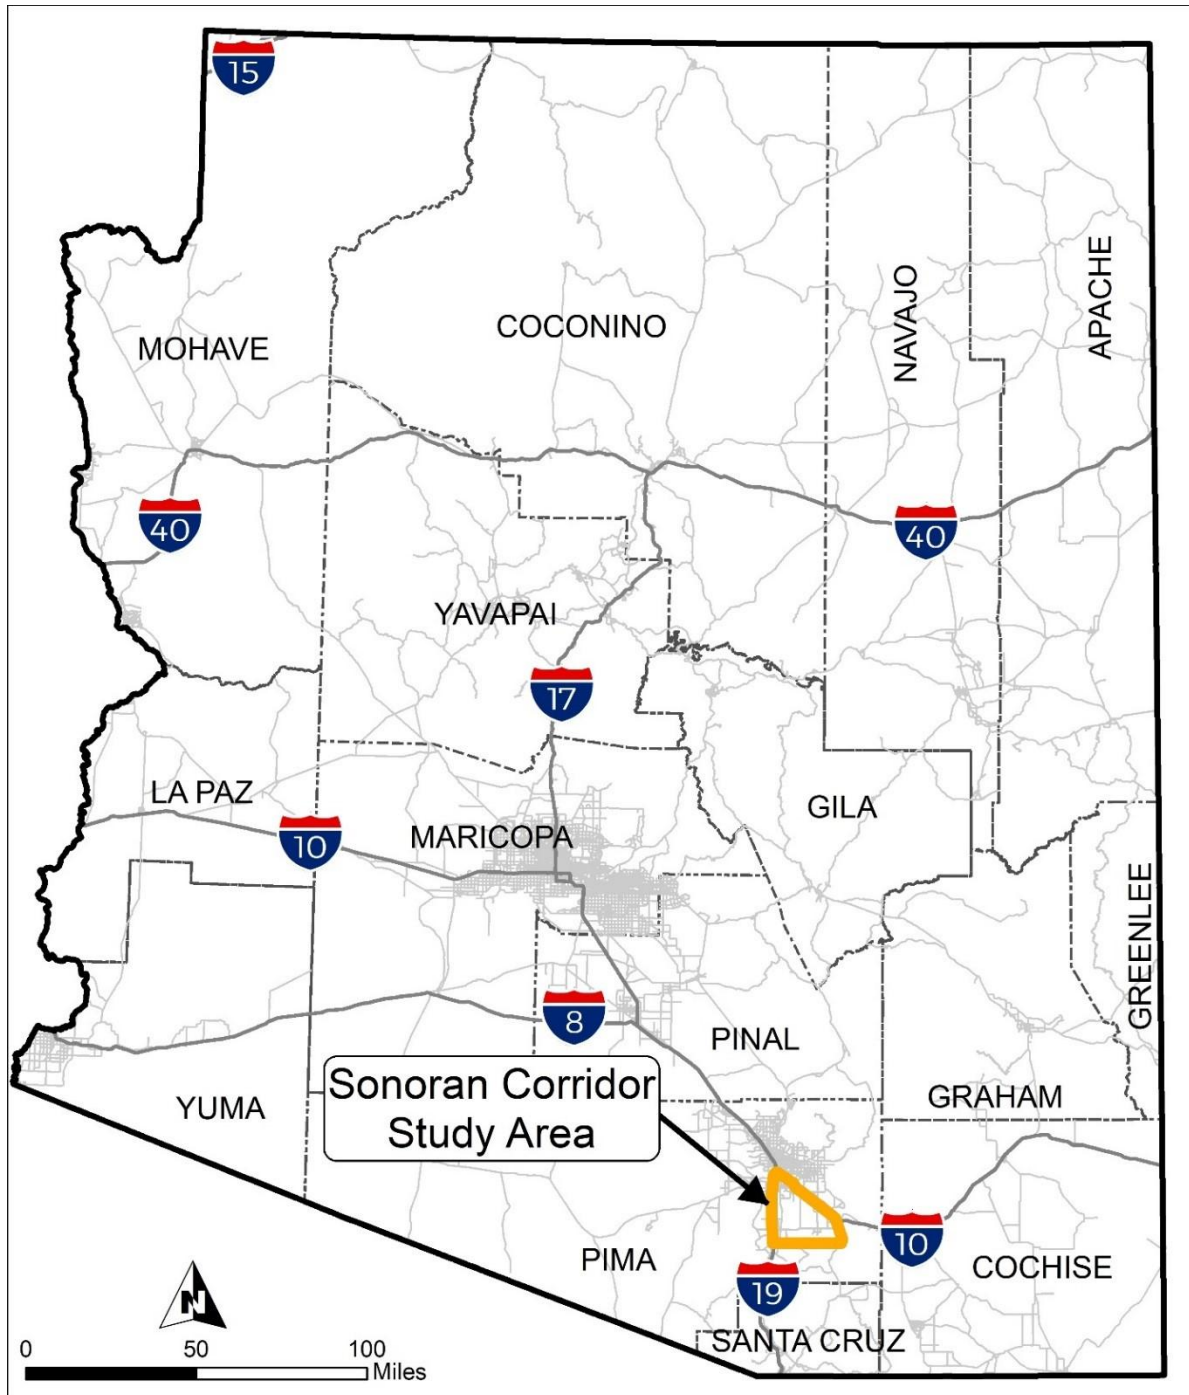 15
NAVAJO
APACHE
COCONINO
MOHAVE
40
40
YAVAPAI
17
LA PAZ
GILA
MARICOPA
10
GREENLEE
8
PINAL
Sonoran Corridor
Study Area
GRAHAM
YUMA
10
PIMA
COCHISE
19
N
SANTA CRUZ
0 50 100
Miles